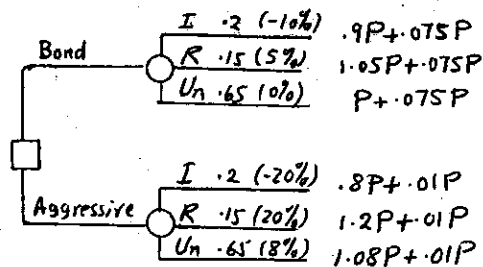 Bond
I .2 (-10%) .9P+.075P
R .15 (5%) 1.05P+.075P
Un .65 (0%) P+.075P
Aggressive
I .2 (-20%) .8P+.01P
R .15 (20%) 1.2P+.01P
Un .65 (8%) 1.08P+.01P